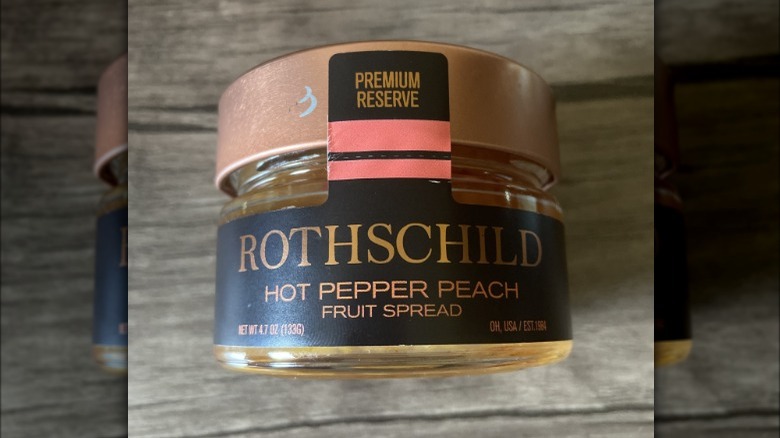 PREMIUM
RESERVE
ROTHSCHILD
HOT PEPPER PEACH
FRUIT SPREAD
NET WT 4.7 OZ (133G)
OH, USA / EST.1984